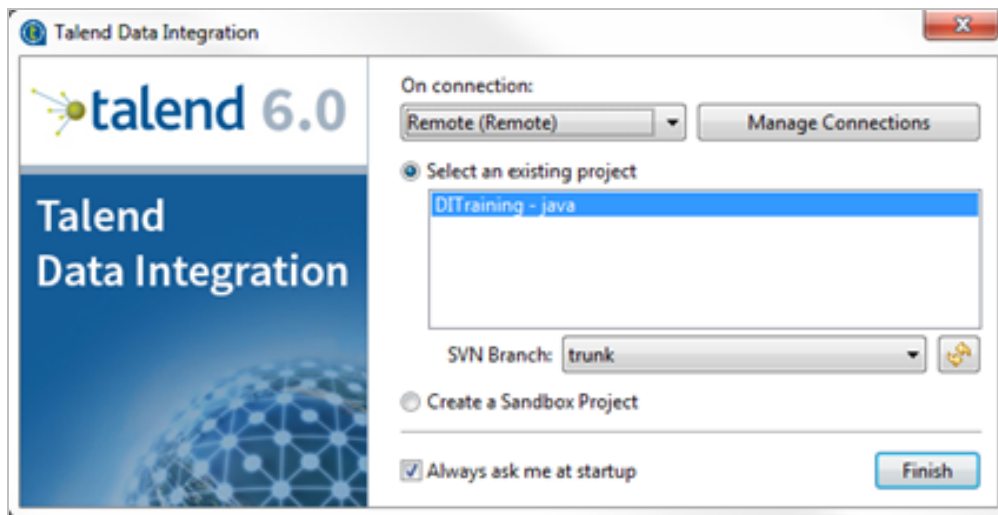 Talend Data Integration
talend 6.0
Talend
Data Integration
On connection:
Remote (Remote)
Manage Connections
Select an existing project
DITraining - java
SVN Branch:
trunk
Create a Sandbox Project
Always ask me at startup
Finish